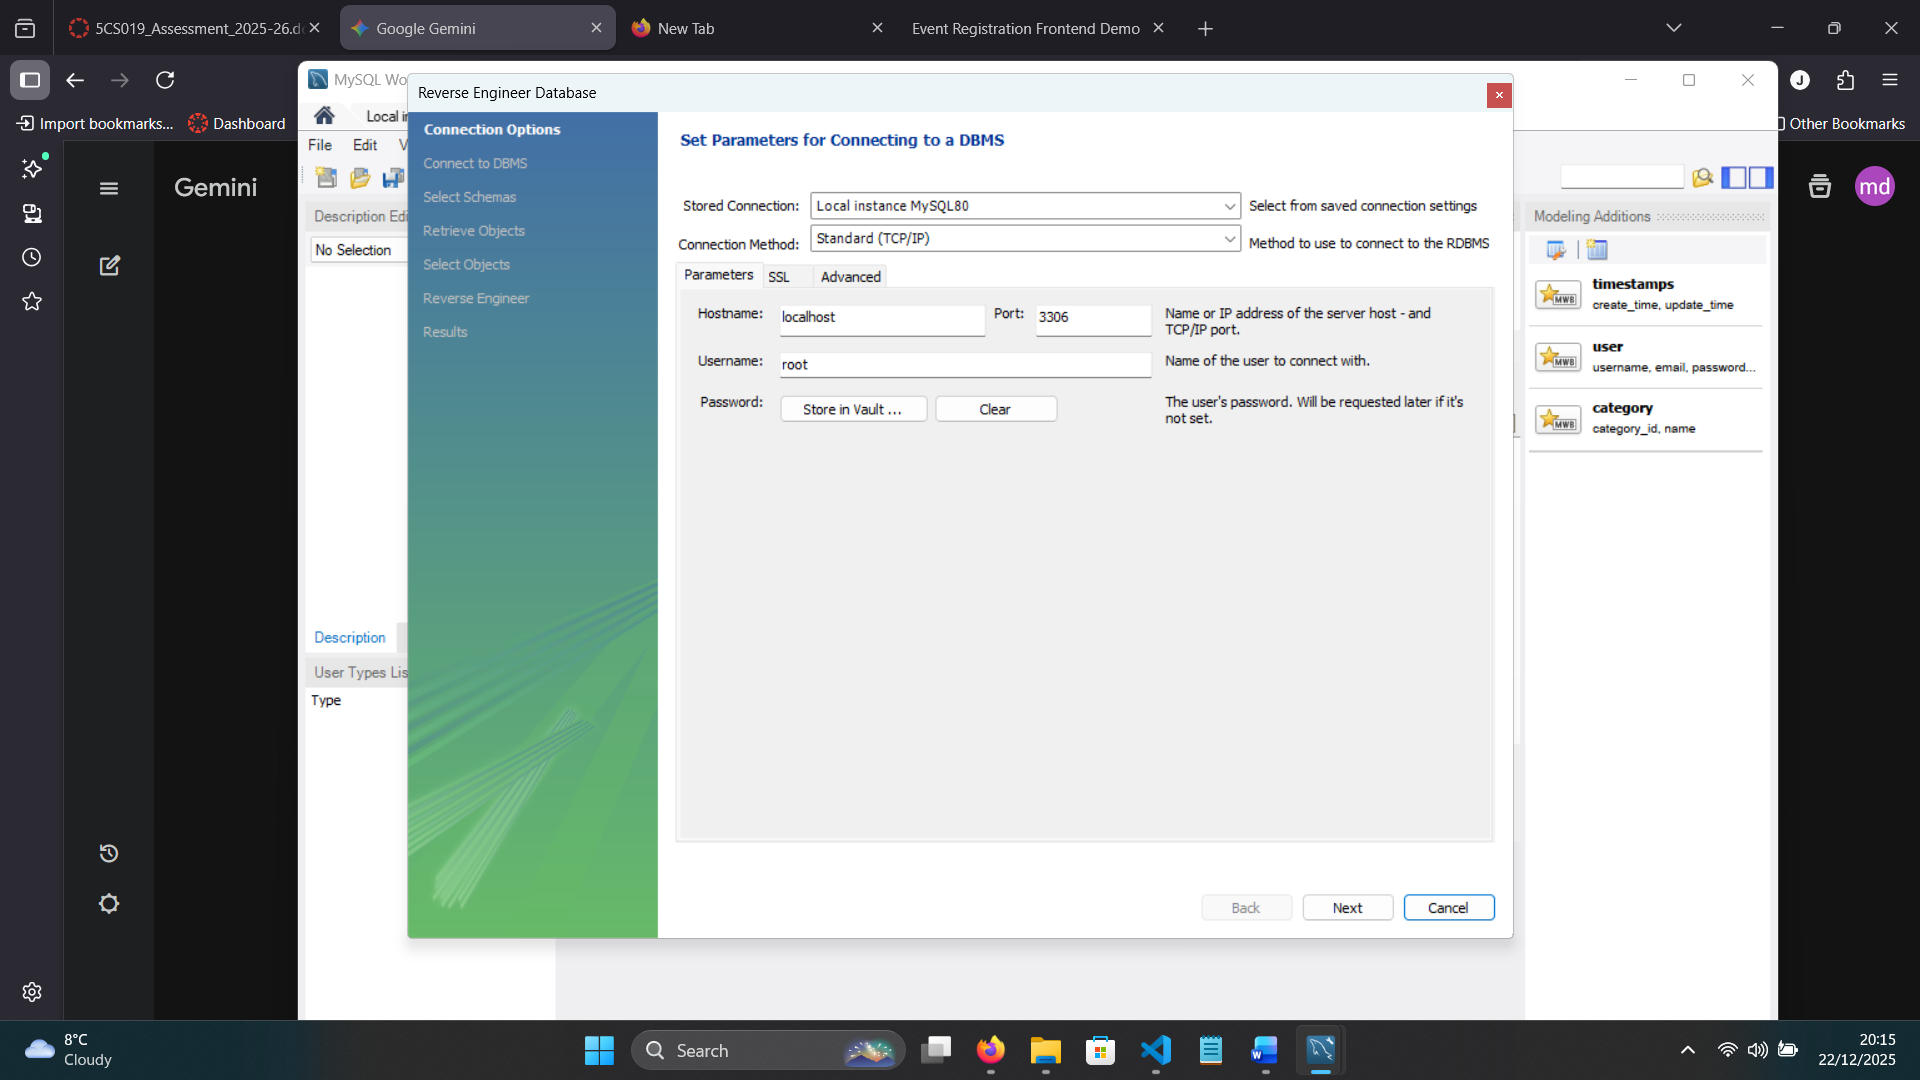 5CS019_Assessment_2025-26.d
Google Gemini
New Tab
Event Registration Frontend Demo
Import bookmarks...
Dashboard
Other Bookmarks
J
Gemini
md
MySQL Wo
Local in
File Edit V
Description Edi
No Selection
Description
User Types Lis
Type
Reverse Engineer Database
Connection Options
Connect to DBMS
Select Schemas
Retrieve Objects
Select Objects
Reverse Engineer
Results
Set Parameters for Connecting to a DBMS
Stored Connection: Local instance MySQL80 Select from saved connection settings
Connection Method: Standard (TCP/IP) Method to use to connect to the RDBMS
Parameters SSL Advanced
Hostname: localhost Port: 3306 Name or IP address of the server host - and
TCP/IP port.
Username: root Name of the user to connect with.
Password: Store in Vault ... Clear The user's password. Will be requested later if it's
not set.
Back Next Cancel
Modeling Additions
MWB
timestamps
create_time, update_time
MWB
user
username, email, password...
MWB
category
category_id, name
8°C
Cloudy
Search
20:15
22/12/2025